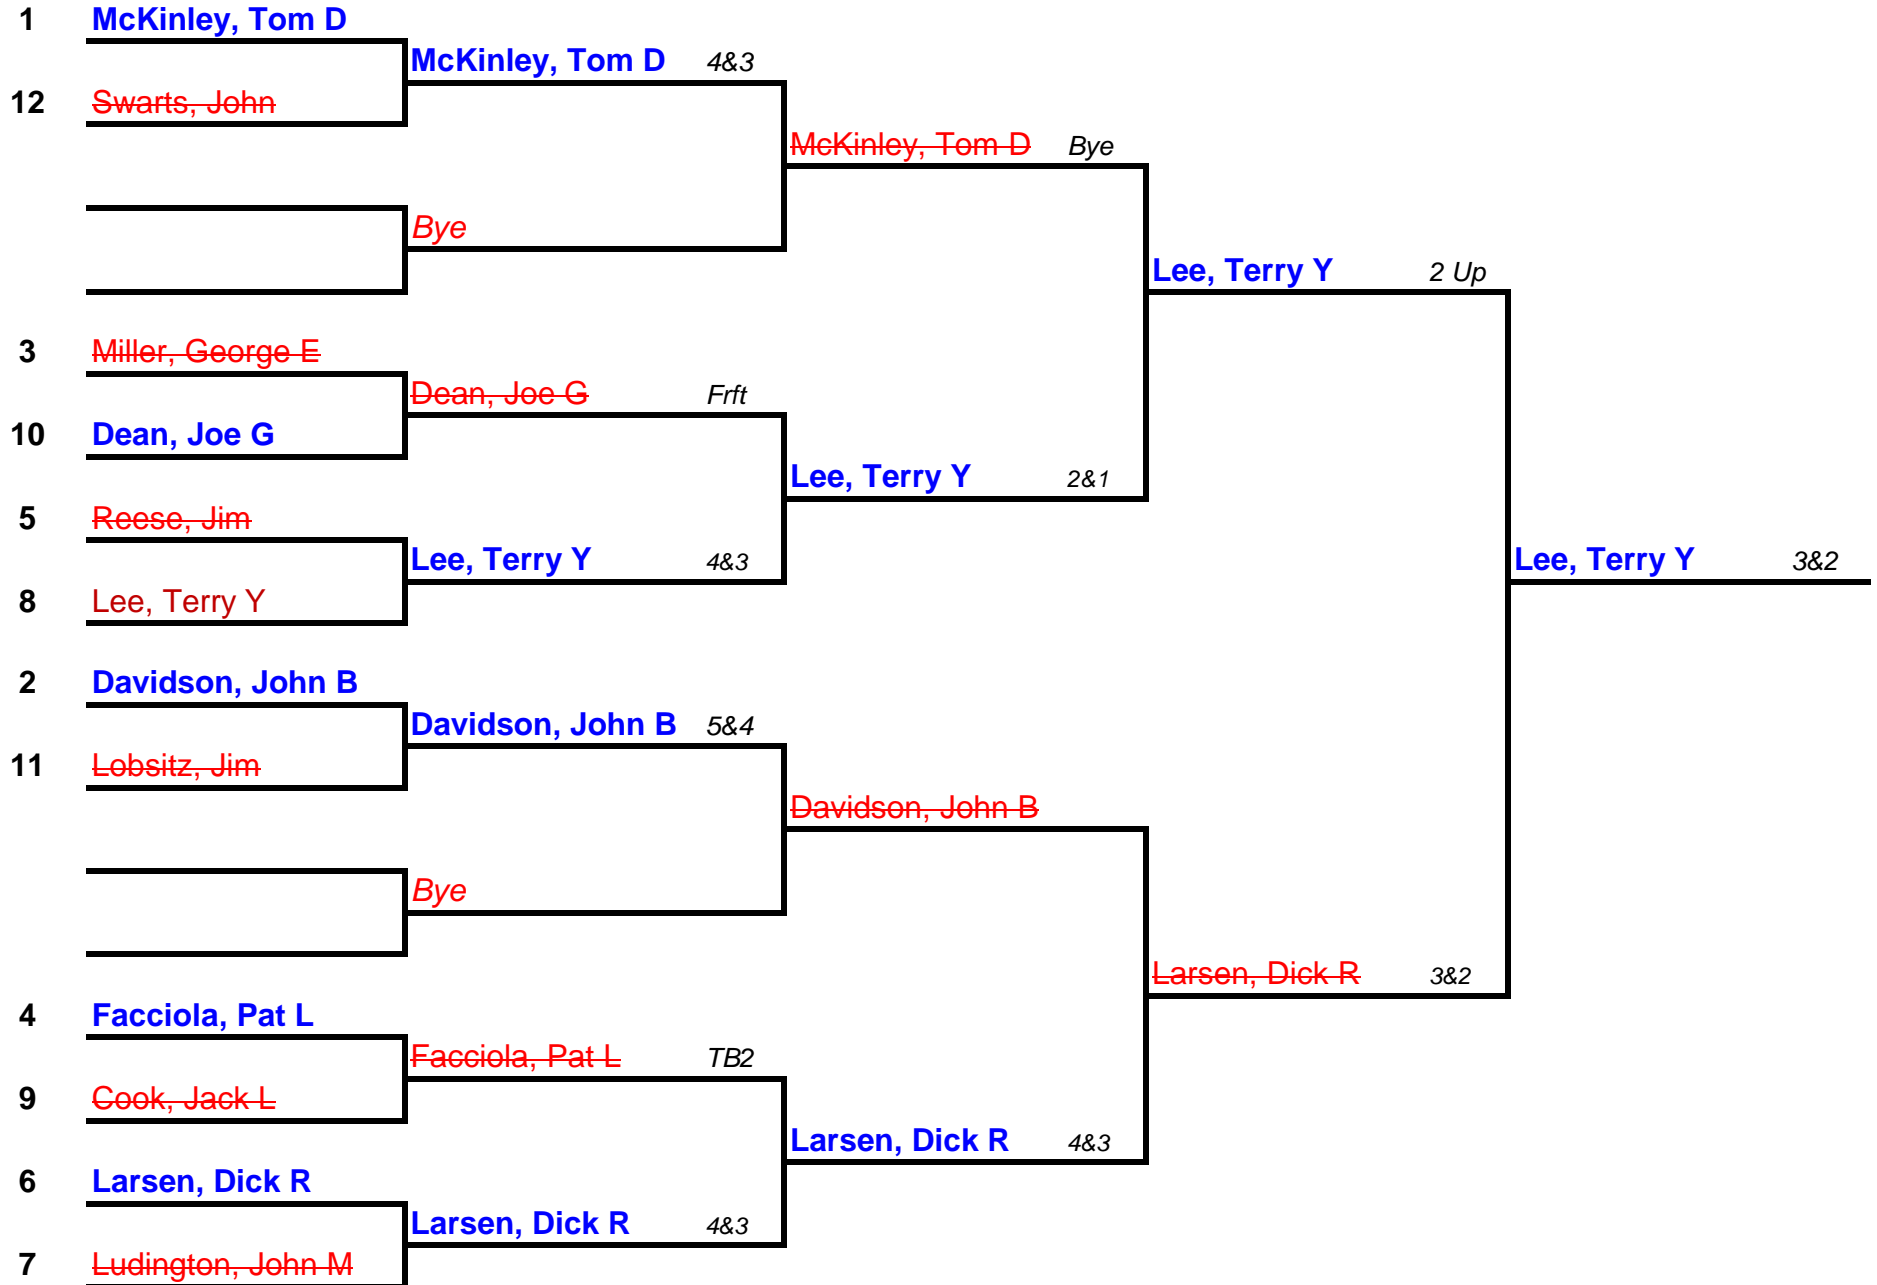 1 McKinley, Tom D
McKinley, Tom D 4&3
12 Swarts, John
McKinley, Tom D Bye
Bye
Lee, Terry Y 2 Up
3 Miller, George E
Dean, Joe G Frft
10 Dean, Joe G
Lee, Terry Y 2&1
5 Reese, Jim
Lee, Terry Y 4&3
Lee, Terry Y 3&2
8 Lee, Terry Y
2 Davidson, John B
Davidson, John B 5&4
11 Lobsitz, Jim
Davidson, John B
Bye
Larsen, Dick R 3&2
4 Facciola, Pat L
Facciola, Pat L TB2
9 Cook, Jack L
Larsen, Dick R 4&3
6 Larsen, Dick R
Larsen, Dick R 4&3
7 Ludington, John M